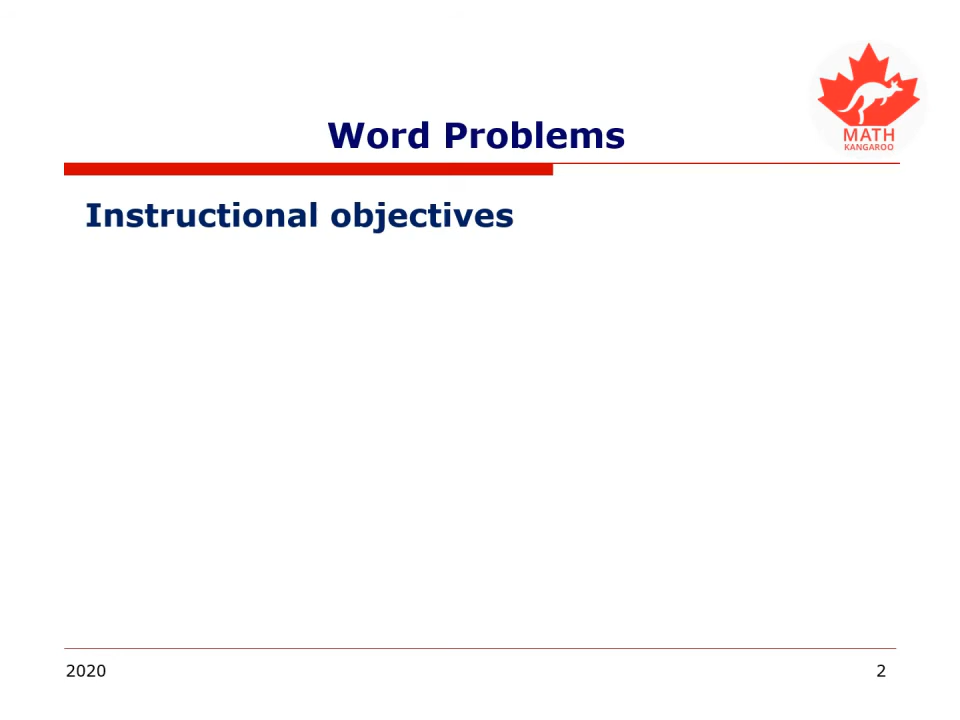 Word Problems
MATH
KANGAROO
Instructional objectives
2020
2